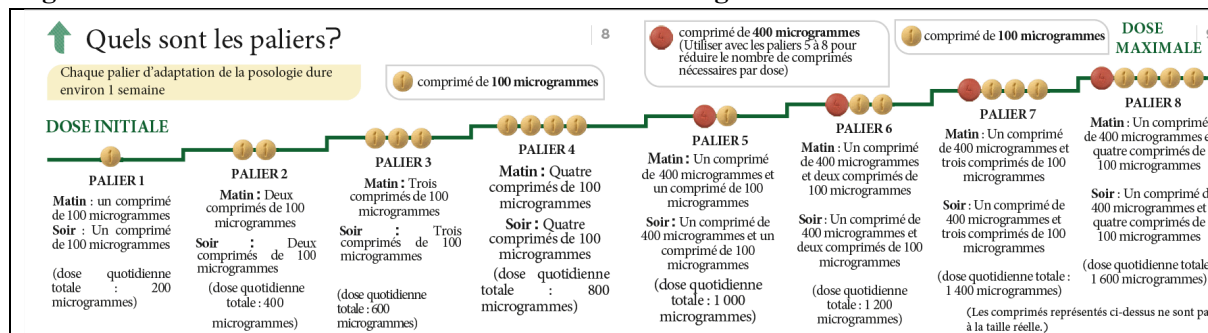 Quels sont les paliers?
8
Chaque palier d'adaptation de la posologie dure
environ 1 semaine
comprimé de 100 microgrammes
comprimé de 400 microgrammes
(Utiliser avec les paliers 5 à 8 pour
réduire le nombre de comprimés
nécessaires par dose)
comprimé de 100 microgrammes
DOSE
MAXIMALE
DOSE INITIALE
PALIER 1
Matin : un comprimé
de 100 microgrammes
Soir : Un comprimé
de 100 microgrammes
(dose quotidienne
totale : 200
microgrammes)
PALIER 2
Matin : Deux
comprimés de 100
microgrammes
Soir : Deux
comprimés de 100
microgrammes
(dose quotidienne
totale : 400
microgrammes)
PALIER 3
Matin : Trois
comprimés de 100
microgrammes
Soir : Trois
comprimés de 100
microgrammes
(dose quotidienne
totale : 600
microgrammes)
PALIER 4
Matin : Quatre
comprimés de 100
microgrammes
Soir : Quatre
comprimés de 100
microgrammes
(dose quotidienne
totale : 800
microgrammes)
PALIER 5
Matin : Un comprimé
de 400 microgrammes et
un comprimé de 100
microgrammes
Soir : Un comprimé de
400 microgrammes et un
comprimé de 100
microgrammes
(dose quotidienne
totale : 1 000
microgrammes)
PALIER 6
Matin : Un comprimé
de 400 microgrammes
et deux comprimés de
100 microgrammes
Soir : Un comprimé de
400 microgrammes et
deux comprimés de 100
microgrammes
(dose quotidienne
totale : 1 200
microgrammes)
PALIER 7
Matin : Un comprimé
de 400 microgrammes et
trois comprimés de 100
microgrammes
Soir : Un comprimé de
400 microgrammes et
trois comprimés de 100
microgrammes
(dose quotidienne totale :
1 400 microgrammes)
PALIER 8
Matin : Un comprimé
de 400 microgrammes
quatre comprimés de
100 microgrammes
Soir : Un comprimé
400 microgrammes et
quatre comprimés de
100 microgrammes
(dose quotidienne totale
1 600 microgrammes)
(Les comprimés représentés ci-dessus ne sont
à la taille réelle.)